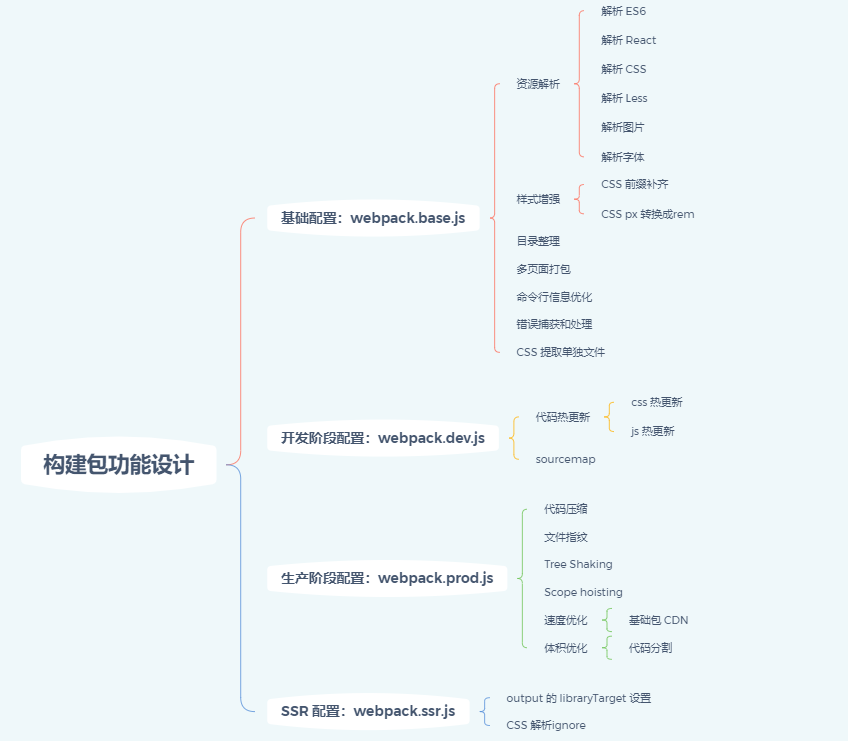 构建包功能设计
基础配置：webpack.base.js
资源解析
解析 ES6
解析 React
解析 CSS
解析 Less
解析图片
解析字体
样式增强
CSS 前缀补齐
CSS px 转换成rem
目录整理
多页面打包
命令行信息优化
错误捕获和处理
CSS 提取单独文件
开发阶段配置：webpack.dev.js
代码热更新
css 热更新
js 热更新
sourcemap
生产阶段配置：webpack.prod.js
代码压缩
文件指纹
Tree Shaking
Scope hoisting
速度优化
基础包 CDN
体积优化
代码分割
SSR 配置：webpack.ssr.js
output 的 libraryTarget 设置
CSS 解析ignore